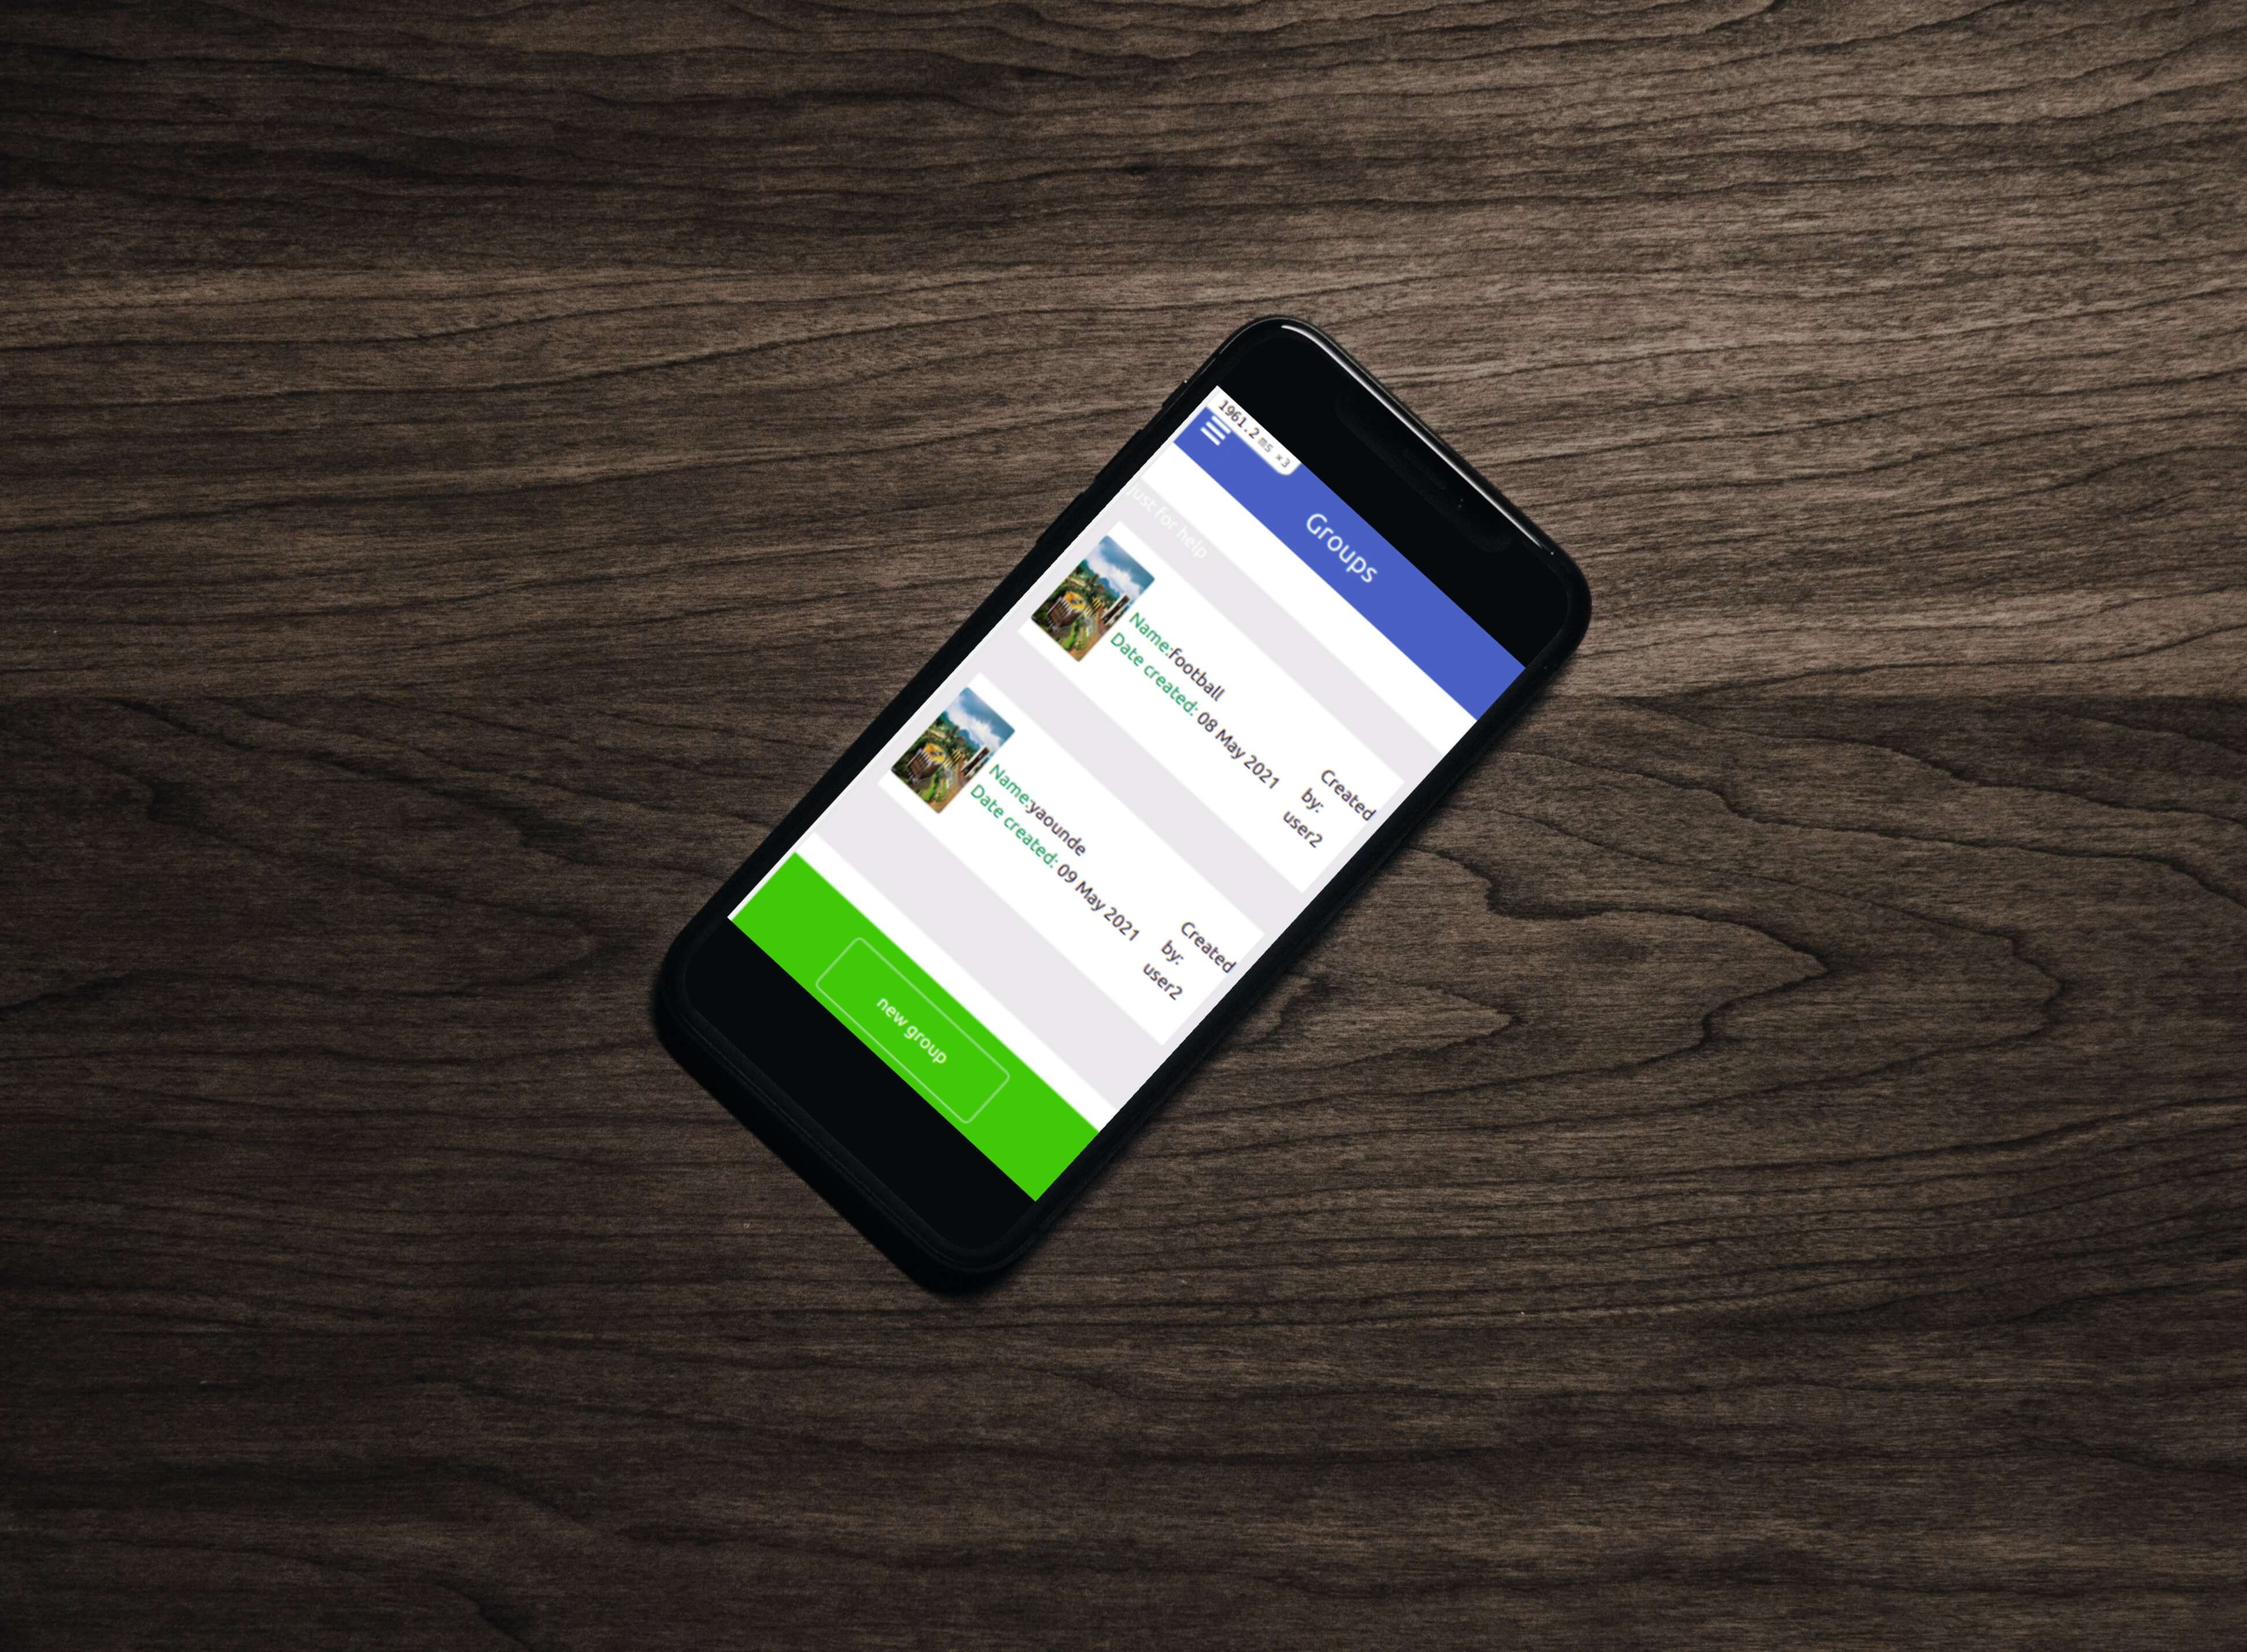 1961.2 ms ×3
Groups
just for help
Name:football
Date created: 08 May 2021
Created
by:
user2
Name:yaounde
Date created: 09 May 2021
Created
by:
user2
new group